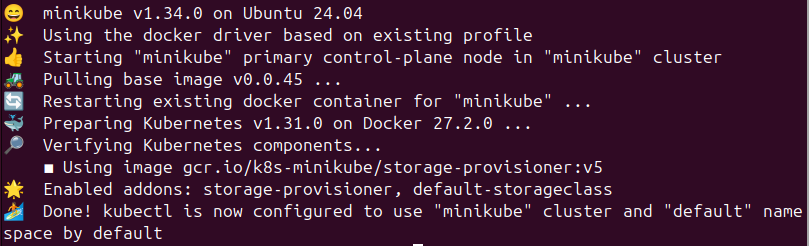 😄 minikube v1.34.0 on Ubuntu 24.04
✨ Using the docker driver based on existing profile
👍 Starting "minikube" primary control-plane node in "minikube" cluster
🚜 Pulling base image v0.0.45 ...
🔄 Restarting existing docker container for "minikube" ...
🐳 Preparing Kubernetes v1.31.0 on Docker 27.2.0 ...
🔎 Verifying Kubernetes components...
▪ Using image gcr.io/k8s-minikube/storage-provisioner:v5
🌟 Enabled addons: storage-provisioner, default-storageclass
🏄 Done! kubectl is now configured to use "minikube" cluster and "default" name
space by default